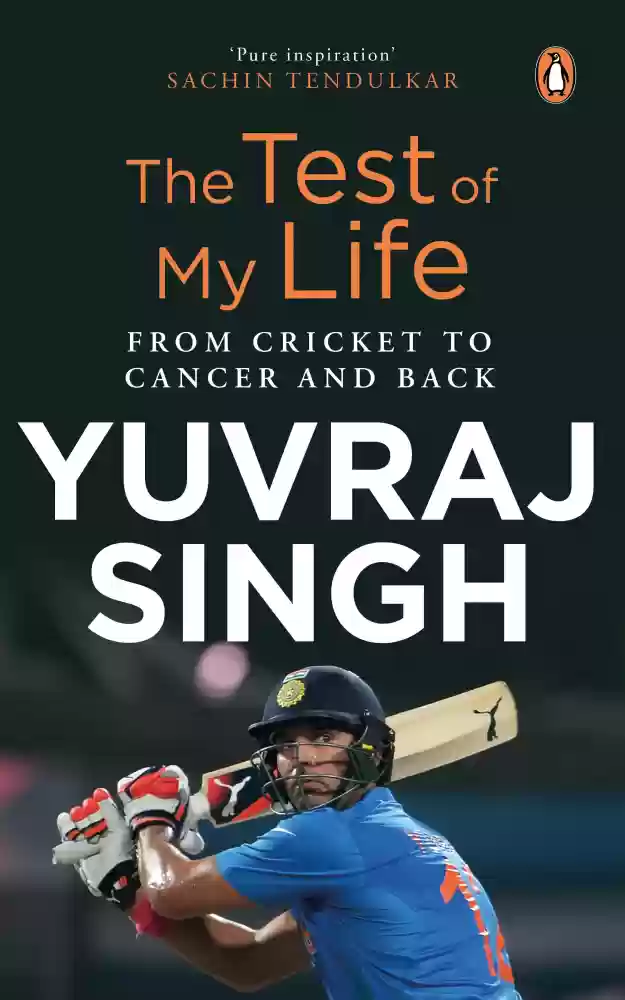 ‘Pure inspiration’
SACHIN TENDULKAR
The Test of
My Life
FROM CRICKET TO
CANCER AND BACK
YUVRAJ
SINGH